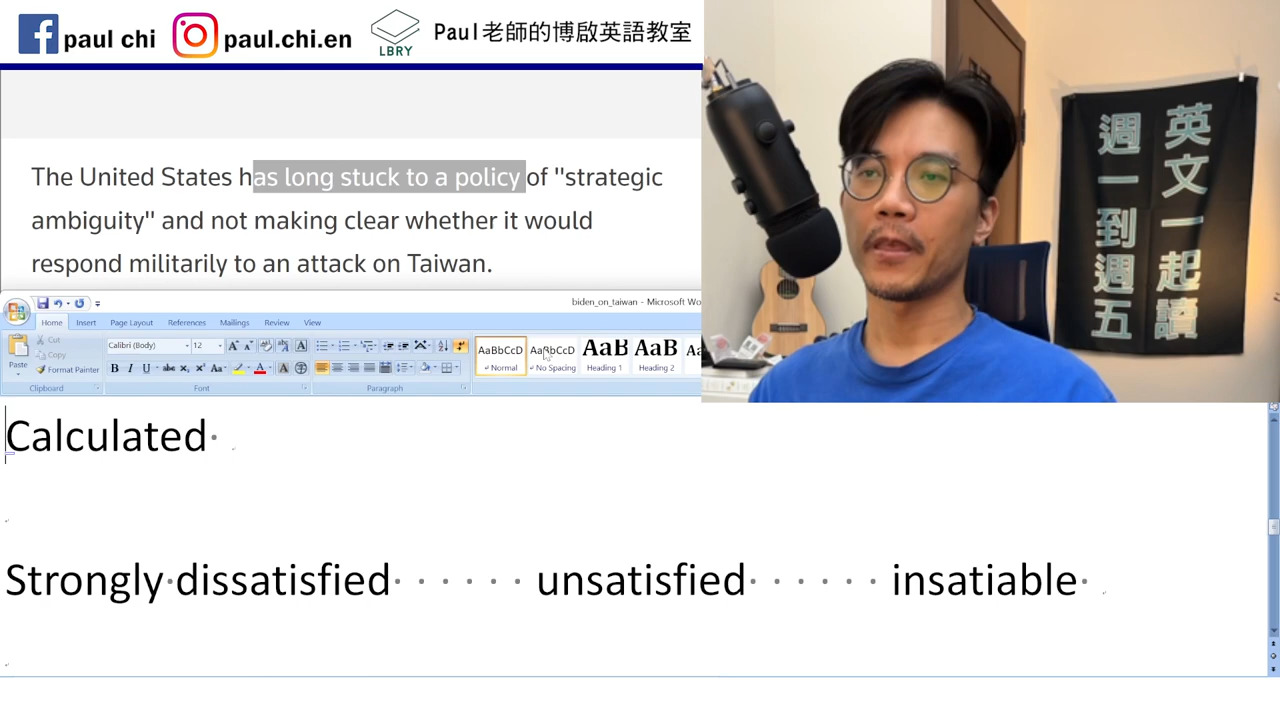 paul chi
paul.chi.en
LBRY
Paul老師的博啟英語教室
The United States has long stuck to a policy of "strategic
ambiguity" and not making clear whether it would
respond militarily to an attack on Taiwan.
biden_on_taiwan - Microsoft Wo
Home Insert Page Layout References Mailings Review View
Paste
Cut
Copy
Format Painter
Clipboard
Calibri (Body) 12
Font
Paragraph
AaBbCcD AaBbCcD AaB AaB Aa
Normal No Spacing Heading 1 Heading 2
Calculated
Strongly dissatisfied unsatisfied insatiable
英文一起讀
週一到週五